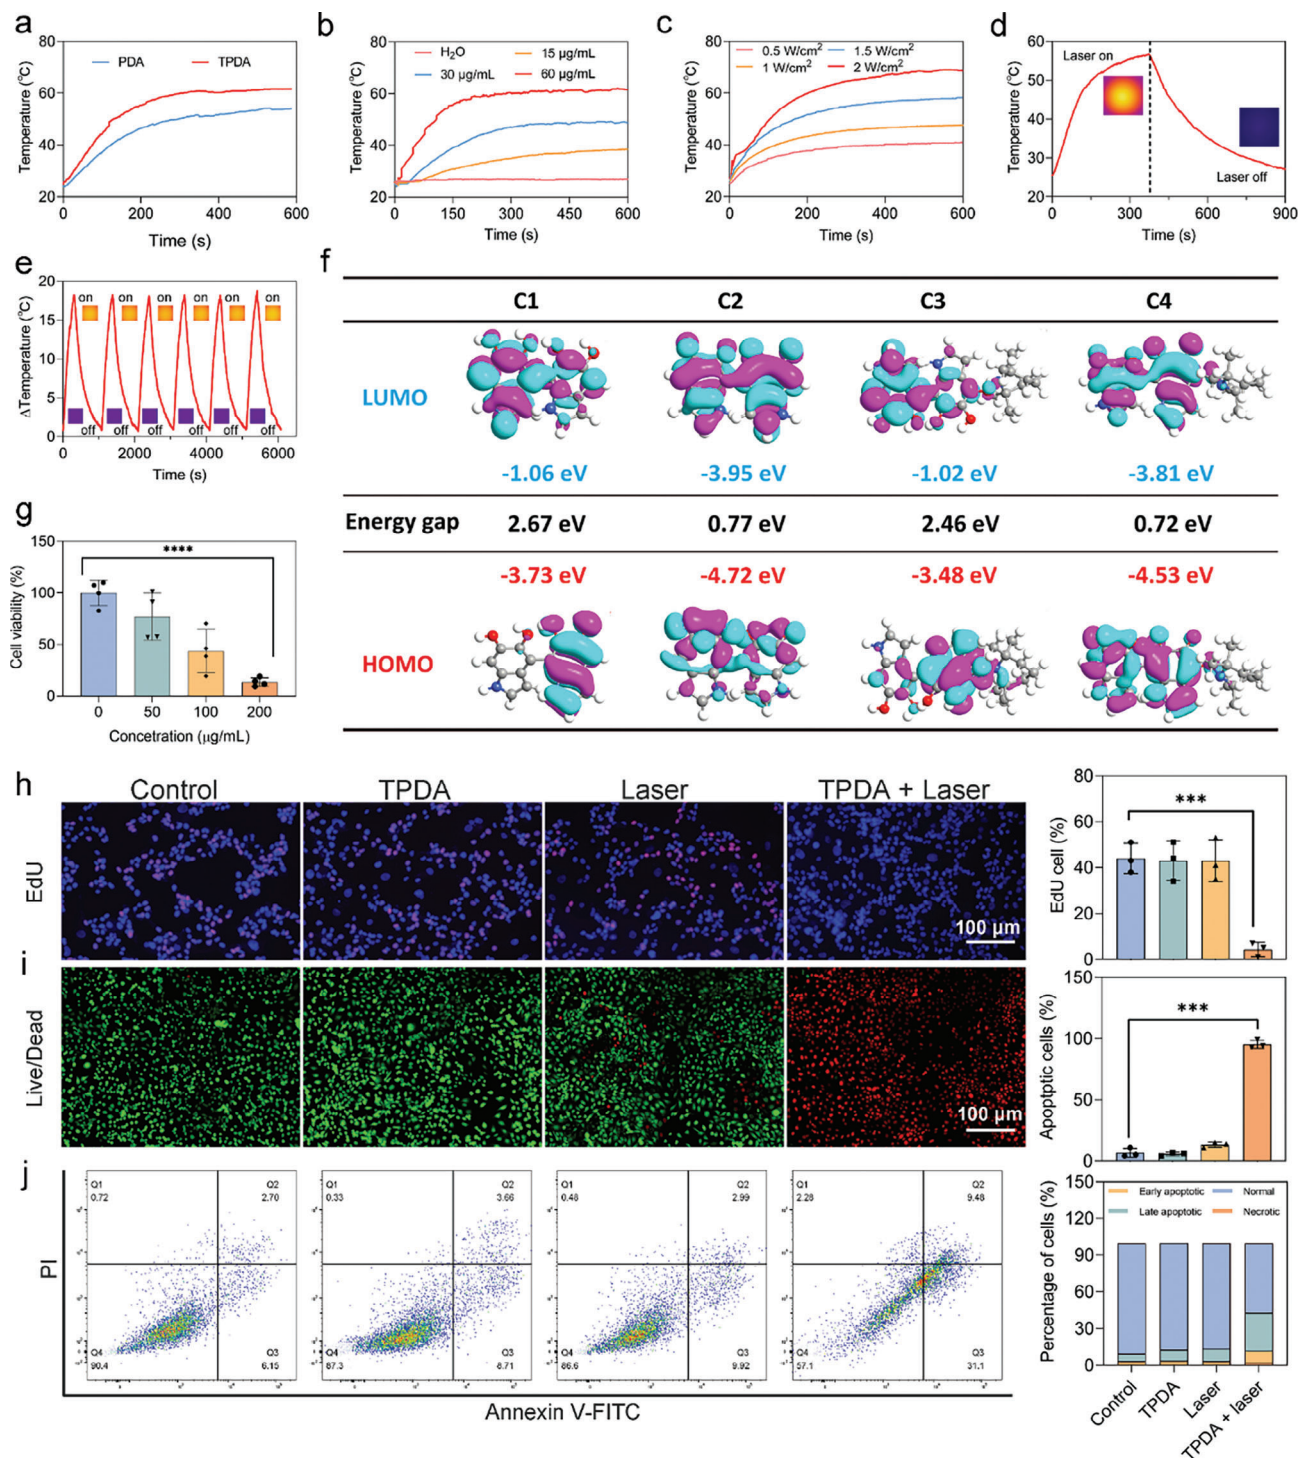 a
80
60
40
20
Temperature (°C)
PDA
TPDA
0
200
400
600
Time (s)
b
80
60
40
20
Temperature (°C)
H₂O
15 µg/mL
30 µg/mL
60 µg/mL
0
150
300
450
600
Time (s)
c
80
60
40
20
Temperature (°C)
0.5 W/cm²
1.5 W/cm²
1 W/cm²
2 W/cm²
0
200
400
600
Time (s)
d
60
50
40
30
20
Temperature (°C)
Laser on
Laser off
0
300
600
900
Time (s)
e
20
15
10
5
0
ΔTemperature (°C)
on
on
on
on
on
on
off
off
off
off
off
off
0
2000
4000
6000
Time (s)
f
C1
C2
C3
C4
LUMO
-1.06 eV
-3.95 eV
-1.02 eV
-3.81 eV
Energy gap
2.67 eV
0.77 eV
2.46 eV
0.72 eV
-3.73 eV
-4.72 eV
-3.48 eV
-4.53 eV
HOMO
g
150
100
50
0
Cell viability (%)
****
0
50
100
200
Concetration (µg/mL)
h
Control
TPDA
Laser
TPDA + Laser
EdU
100 µm
80
60
40
20
0
EdU cell (%)
***
i
Live/Dead
100 µm
150
100
50
0
Apoptptic cells (%)
***
j
PI
Q1
0.72
Q2
2.70
Q4
90.4
Q3
6.15
Q1
0.33
Q2
3.66
Q4
87.3
Q3
8.71
Q1
0.48
Q2
2.99
Q4
86.6
Q3
9.92
Q1
2.28
Q2
9.48
Q4
57.1
Q3
31.1
Annexin V-FITC
150
120
90
60
30
0
Percentage of cells (%)
Early apoptotic
Normal
Late apoptotic
Necrotic
Control
TPDA
Laser
TPDA + laser